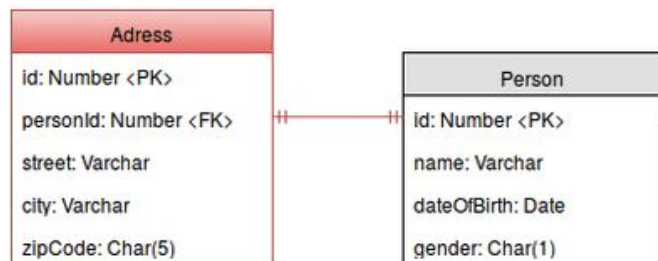 Adress
id: Number <PK>
personId: Number <FK>
street: Varchar
city: Varchar
zipCode: Char(5)
Person
id: Number <PK>
name: Varchar
dateOfBirth: Date
gender: Char(1)